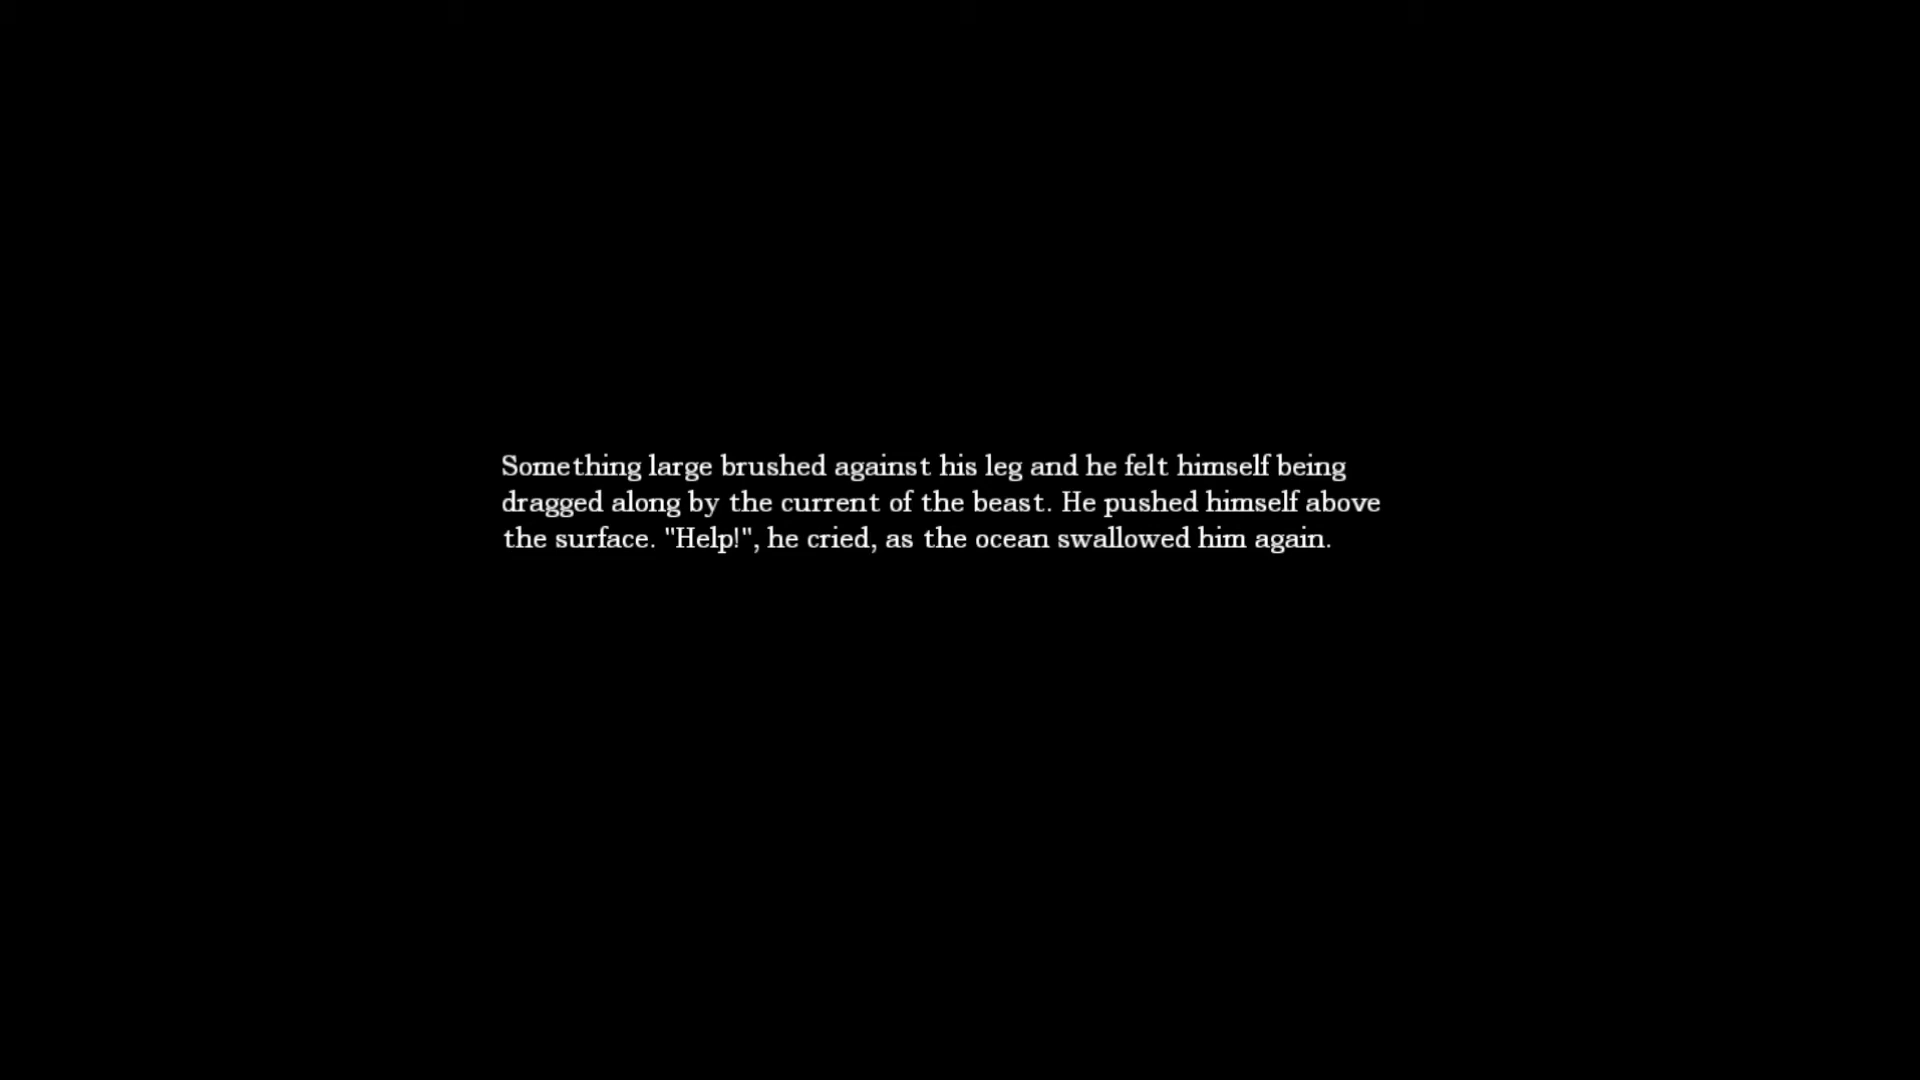 Something large brushed against his leg and he felt himself being
dragged along by the current of the beast. He pushed himself above
the surface. "Help!", he cried, as the ocean swallowed him again.